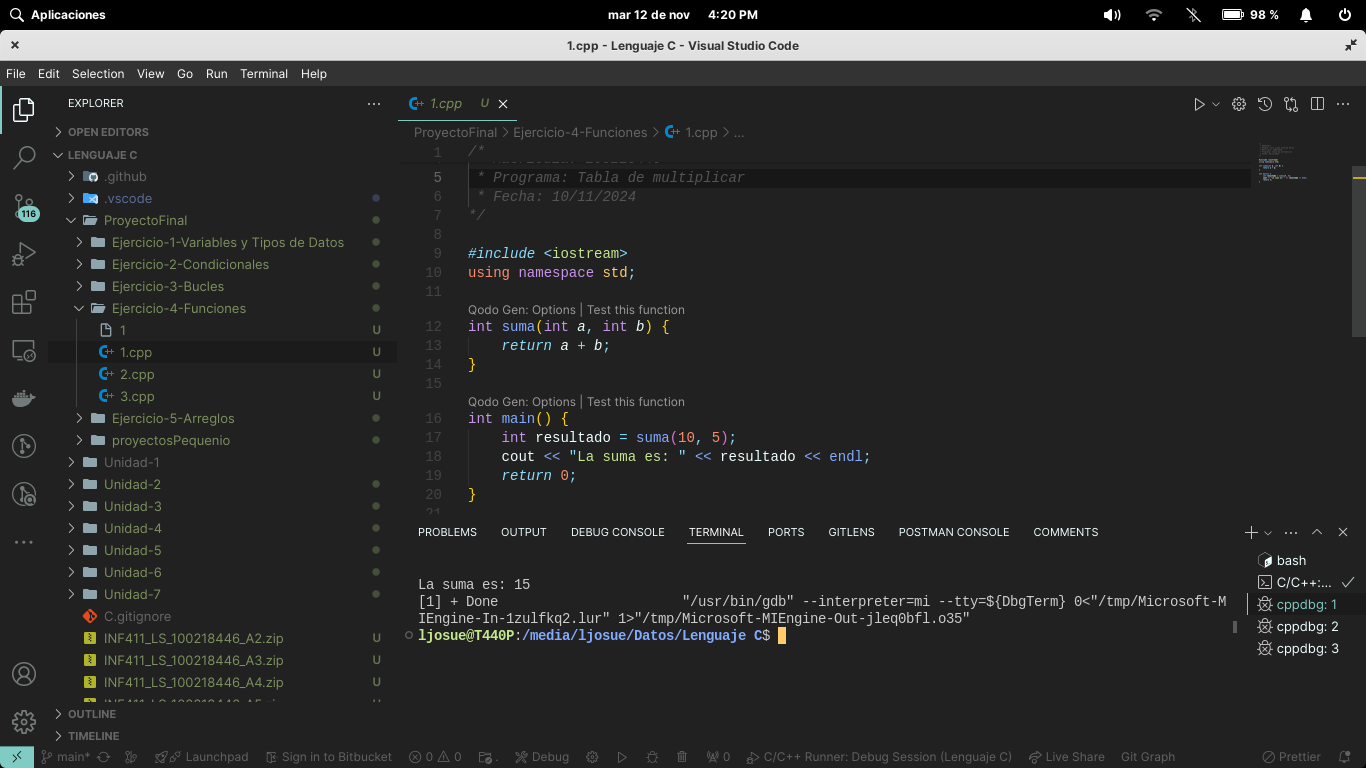 Aplicaciones
mar 12 de nov 4:20 PM
98 %
1.cpp - Lenguaje C - Visual Studio Code
File Edit Selection View Go Run Terminal Help
EXPLORER
OPEN EDITORS
LENGUAJE C
.github
.vscode
ProyectoFinal
Ejercicio-1-Variables y Tipos de Datos
Ejercicio-2-Condicionales
Ejercicio-3-Bucles
Ejercicio-4-Funciones
1 U
1.cpp U
2.cpp U
3.cpp U
Ejercicio-5-Arreglos
proyectosPequenio
Unidad-1
Unidad-2
Unidad-3
Unidad-4
Unidad-5
Unidad-6
Unidad-7
C.gitignore
INF411_LS_100218446_A2.zip U
INF411_LS_100218446_A3.zip U
INF411_LS_100218446_A4.zip U
OUTLINE
TIMELINE
116
1.cpp U
ProyectoFinal > Ejercicio-4-Funciones > 1.cpp > ...
1 /*
5 * Programa: Tabla de multiplicar
6 * Fecha: 10/11/2024
7 */
8
9 #include <iostream>
10 using namespace std;
11
Qodo Gen: Options | Test this function
12 int suma(int a, int b) {
13 return a + b;
14 }
15
Qodo Gen: Options | Test this function
16 int main() {
17 int resultado = suma(10, 5);
18 cout << "La suma es: " << resultado << endl;
19 return 0;
20 }
21
PROBLEMS OUTPUT DEBUG CONSOLE TERMINAL PORTS GITLENS POSTMAN CONSOLE COMMENTS
La suma es: 15
[1] + Done "/usr/bin/gdb" --interpreter=mi --tty=${DbgTerm} 0<"/tmp/Microsoft-M
IEngine-In-1zulfkq2.lur" 1>"/tmp/Microsoft-MIEngine-Out-jleq0bfl.o35"
ljosue@T440P:/media/ljosue/Datos/Lenguaje C$
bash
C/C++:...
cppdbg: 1
cppdbg: 2
cppdbg: 3
main* Launchpad Sign in to Bitbucket 0 0 . Debug 0 C/C++ Runner: Debug Session (Lenguaje C) Live Share Git Graph Prettier